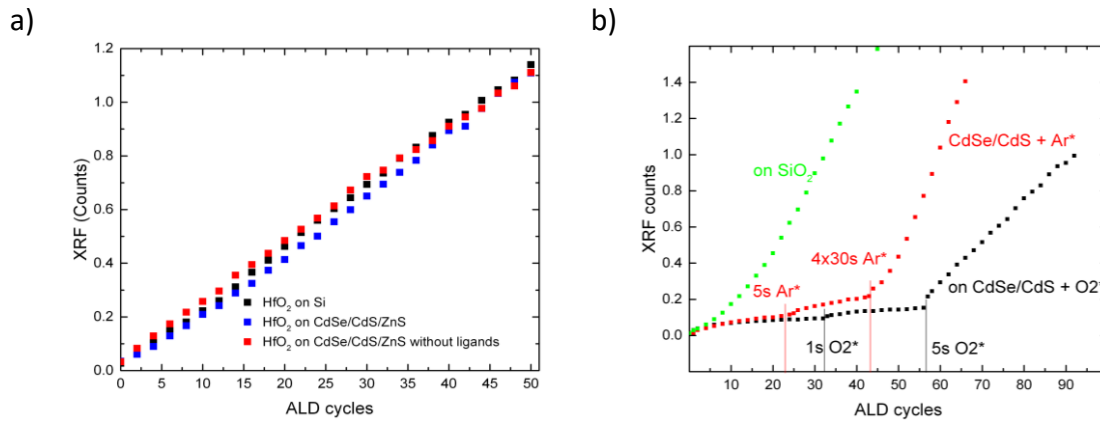 a)
1.2
1.0
0.8
0.6
0.4
0.2
0.0
XRF (Counts)
HfO₂ on Si
HfO₂ on CdSe/CdS/ZnS
HfO₂ on CdSe/CdS/ZnS without ligands
0 5 10 15 20 25 30 35 40 45 50
ALD cycles
b)
1.4
1.2
1.0
0.8
0.6
0.4
0.2
0.0
XRF counts
on SiO₂
CdSe/CdS + Ar*
4x30s Ar*
5s Ar*
on CdSe/CdS + O2*
1s O2*
5s O2*
10 20 30 40 50 60 70 80 90
ALD cycles